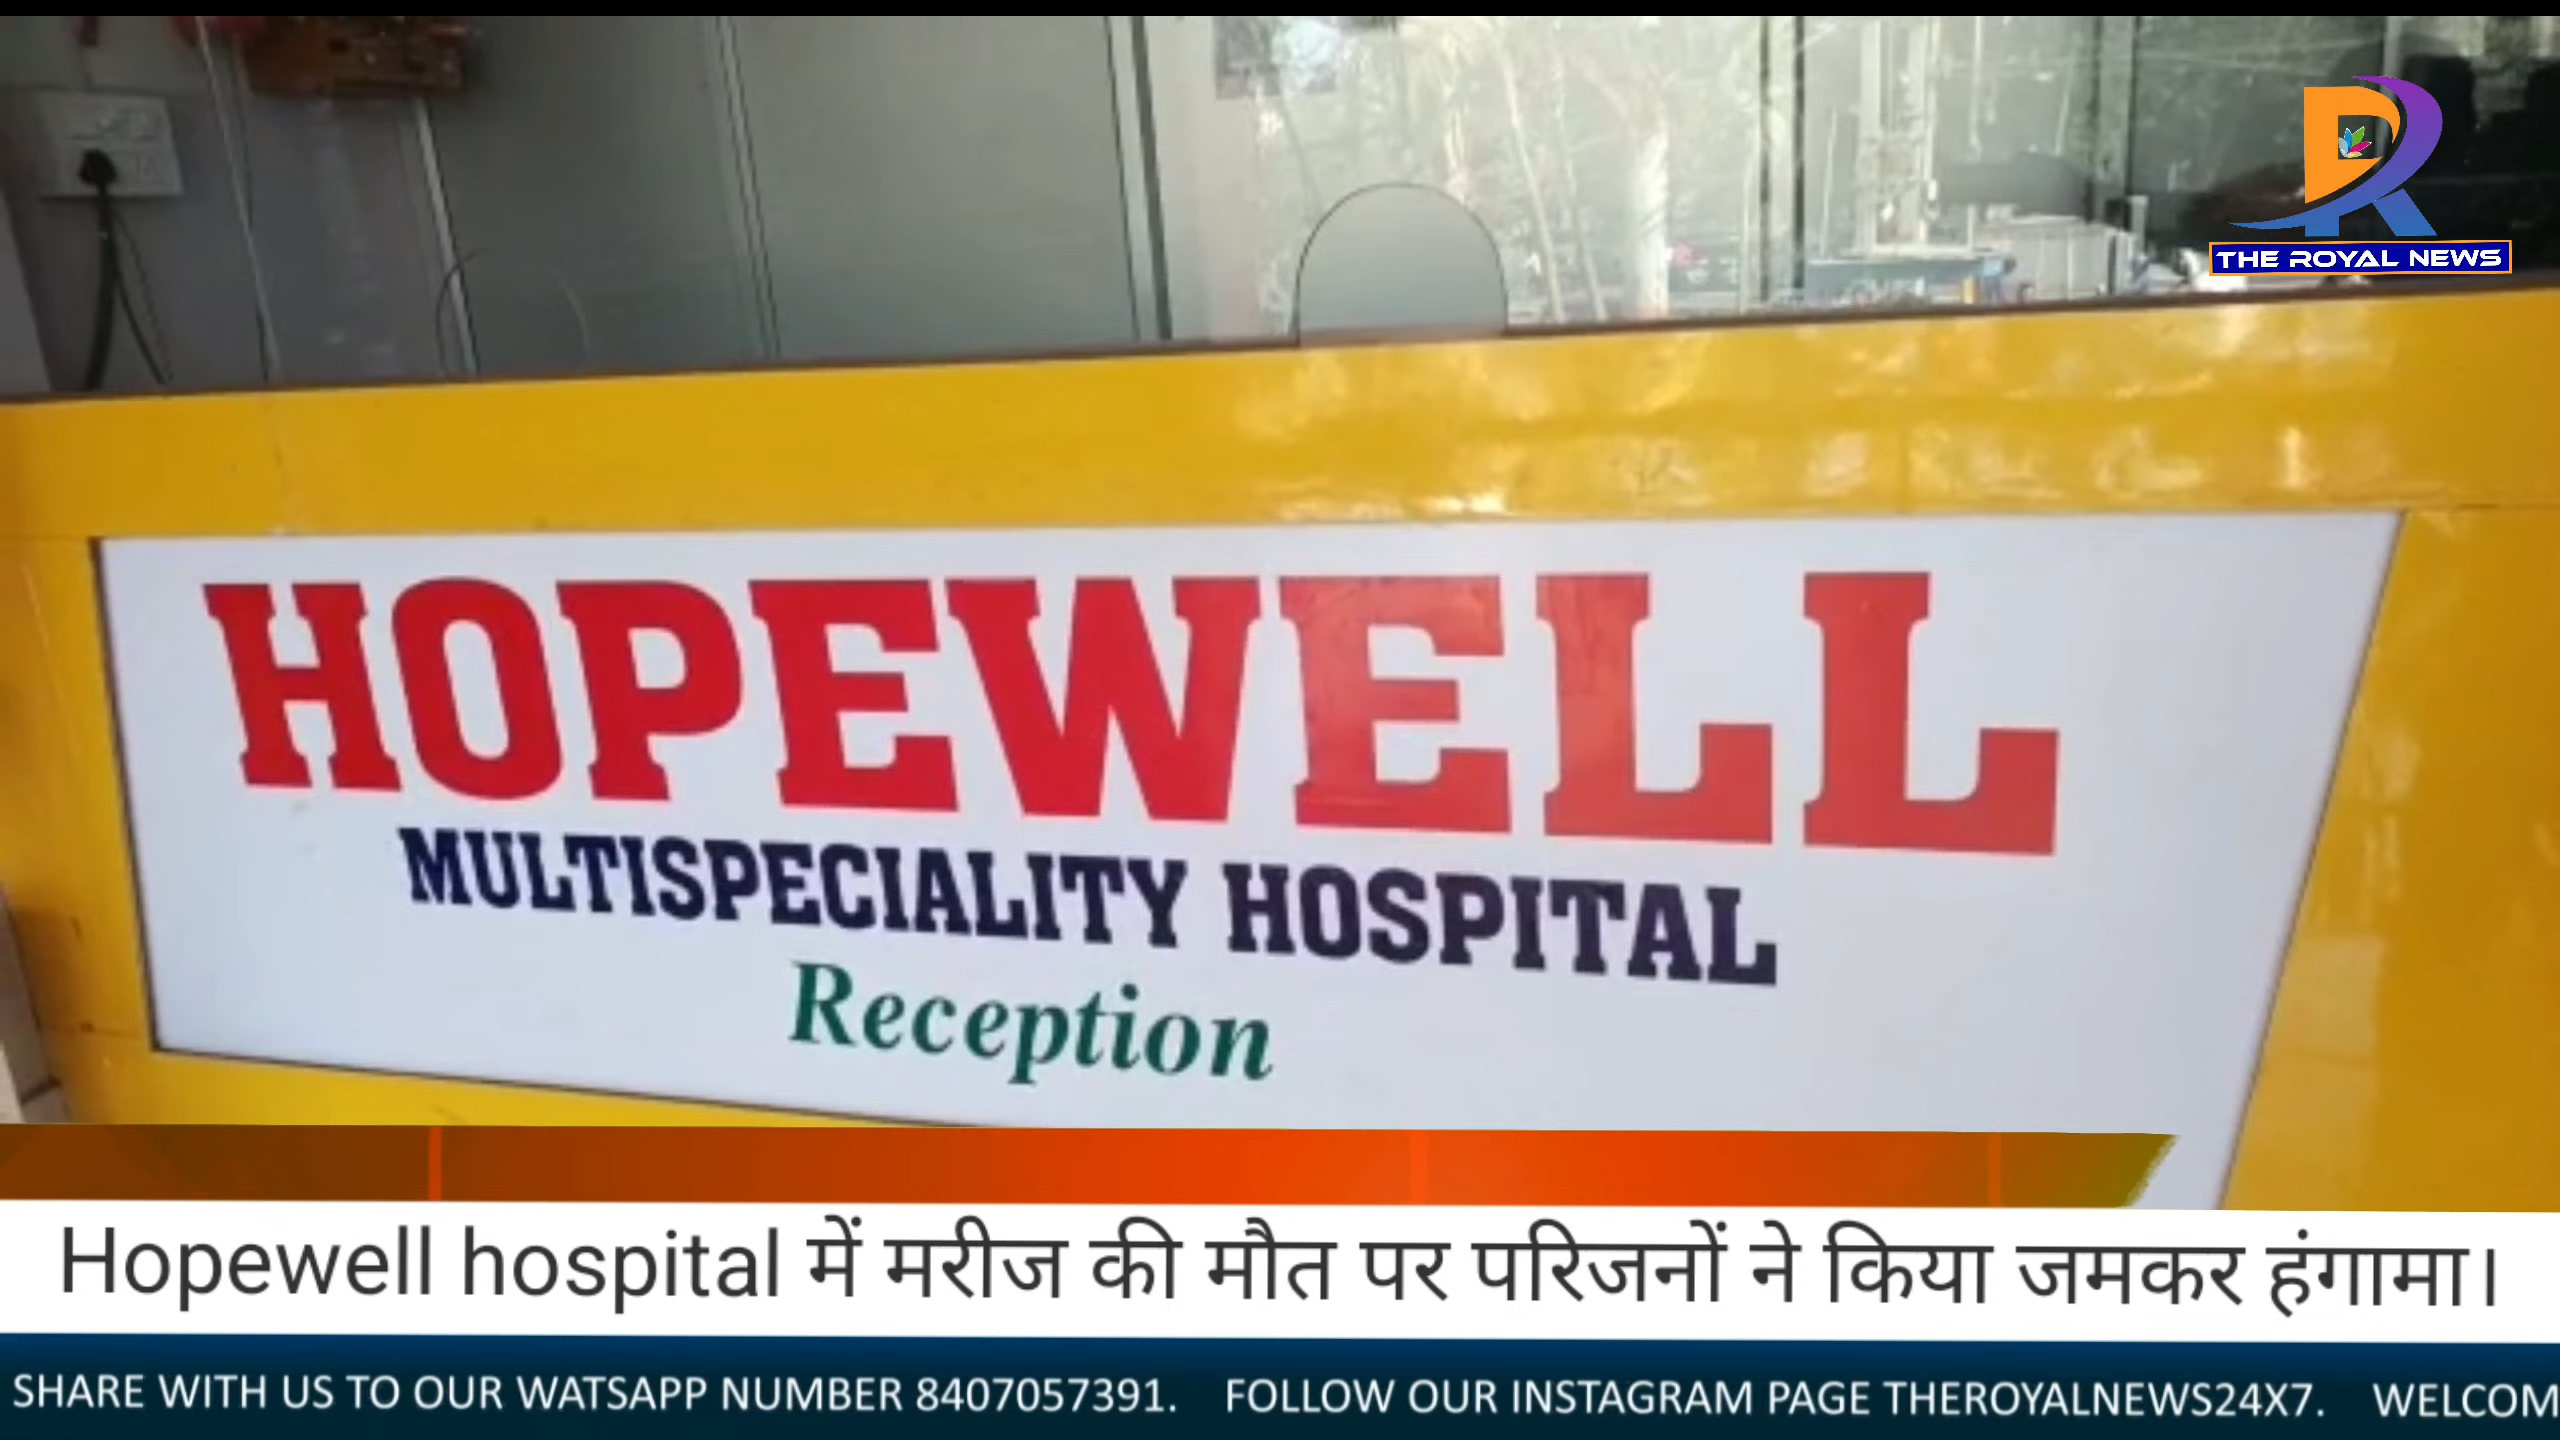 THE ROYAL NEWS
HOPEWELL
MULTISPECIALITY HOSPITAL
Reception
Hopewell hospital में मरीज की मौत पर परिजनों ने किया जमकर हंगामा।
SHARE WITH US TO OUR WATSAPP NUMBER 8407057391. FOLLOW OUR INSTAGRAM PAGE THEROYALNEWS24X7. WELCOM